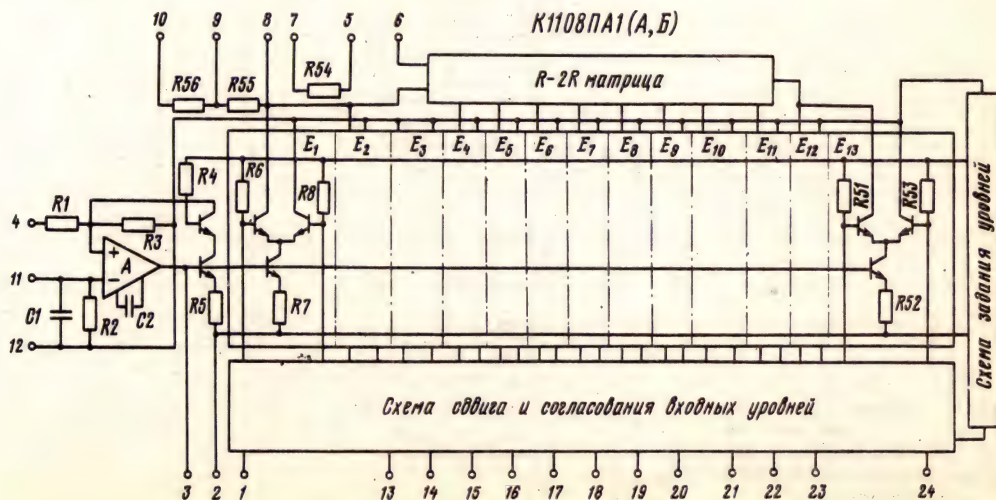 К1108ПА1 (А, Б)
10 9 8 7 5 6
R56 R55 R54
R-2R матрица
E1 E2 E3 E4 E5 E6 E7 E8 E9 E10 E11 E12 E13
R4 R6 R8 R51 R53
4 R1 R3
+ A −
11
C1 R2 C2 R5 R7 R52
12
Схема задания уровней
Схема сдвига и согласования входных уровней
3 2 1 13 14 15 16 17 18 19 20 21 22 23 24